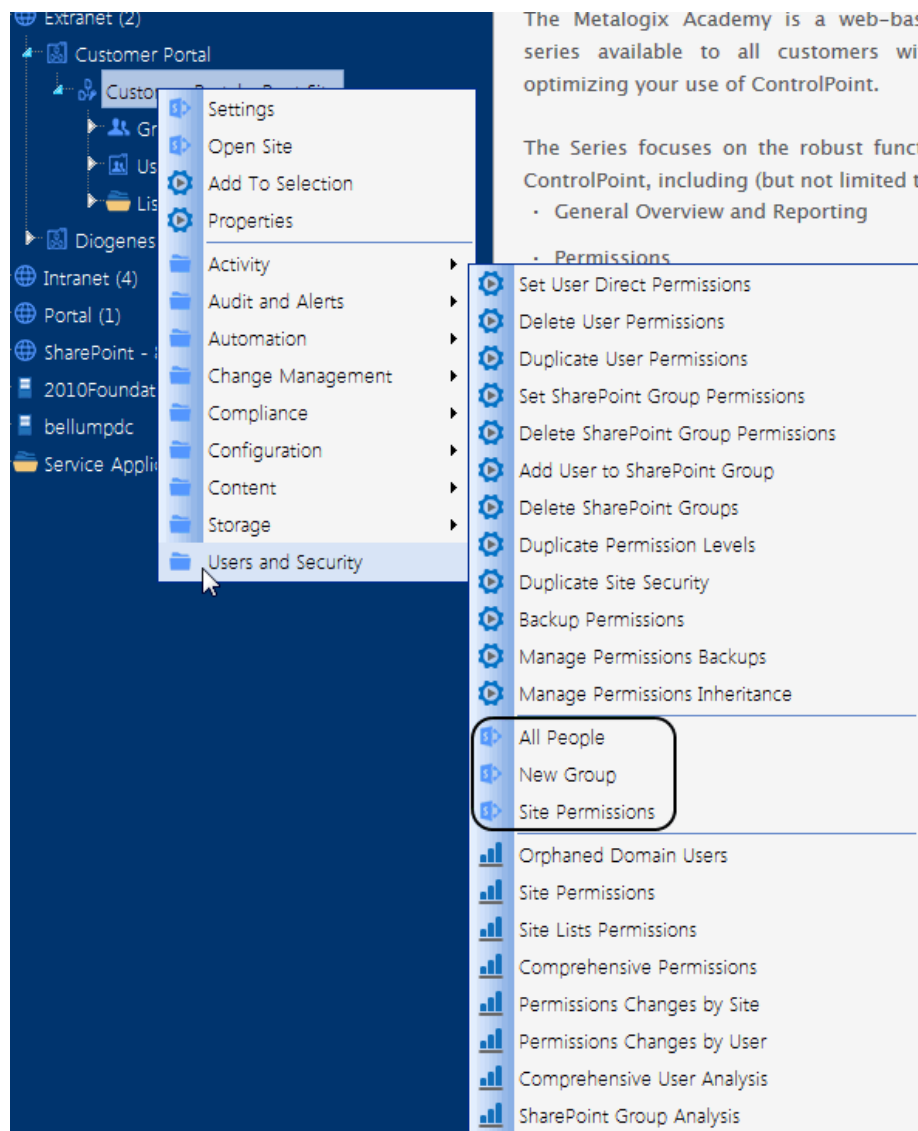 Extranet (2)
Customer Portal
Settings
Open Site
Add To Selection
Properties
Activity
Audit and Alerts
Automation
Change Management
Compliance
Configuration
Content
Storage
Users and Security
Diogenes
Intranet (4)
Portal (1)
SharePoint -
2010Foundat
bellumpdc
Service Appli
The Metalogix Academy is a web-bas
series available to all customers wi
optimizing your use of ControlPoint.
The Series focuses on the robust funct
ControlPoint, including (but not limited t
· General Overview and Reporting
· Permissions
Set User Direct Permissions
Delete User Permissions
Duplicate User Permissions
Set SharePoint Group Permissions
Delete SharePoint Group Permissions
Add User to SharePoint Group
Delete SharePoint Groups
Duplicate Permission Levels
Duplicate Site Security
Backup Permissions
Manage Permissions Backups
Manage Permissions Inheritance
All People
New Group
Site Permissions
Orphaned Domain Users
Site Permissions
Site Lists Permissions
Comprehensive Permissions
Permissions Changes by Site
Permissions Changes by User
Comprehensive User Analysis
SharePoint Group Analysis